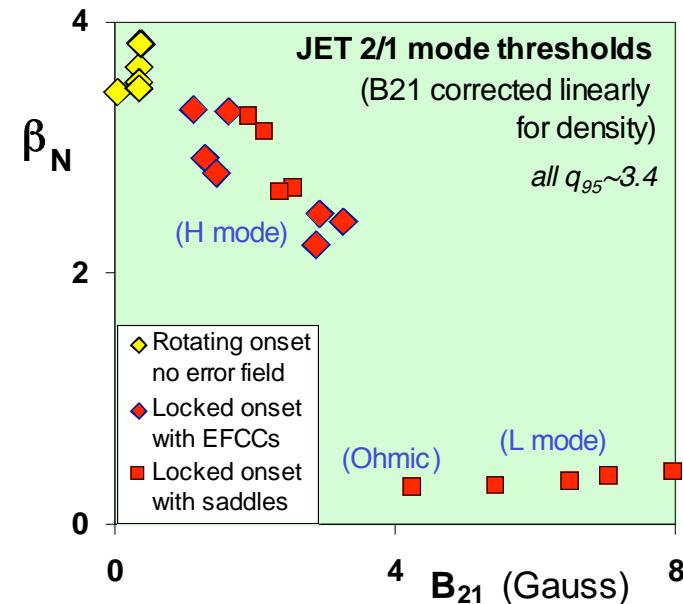 4
JET 2/1 mode thresholds
(B21 corrected linearly
for density)
all q95~3.4
βN
(H mode)
2
Rotating onset
no error field
Locked onset
with EFCCs
Locked onset
with saddles
(Ohmic)
(L mode)
0
0
4
8
B21 (Gauss)